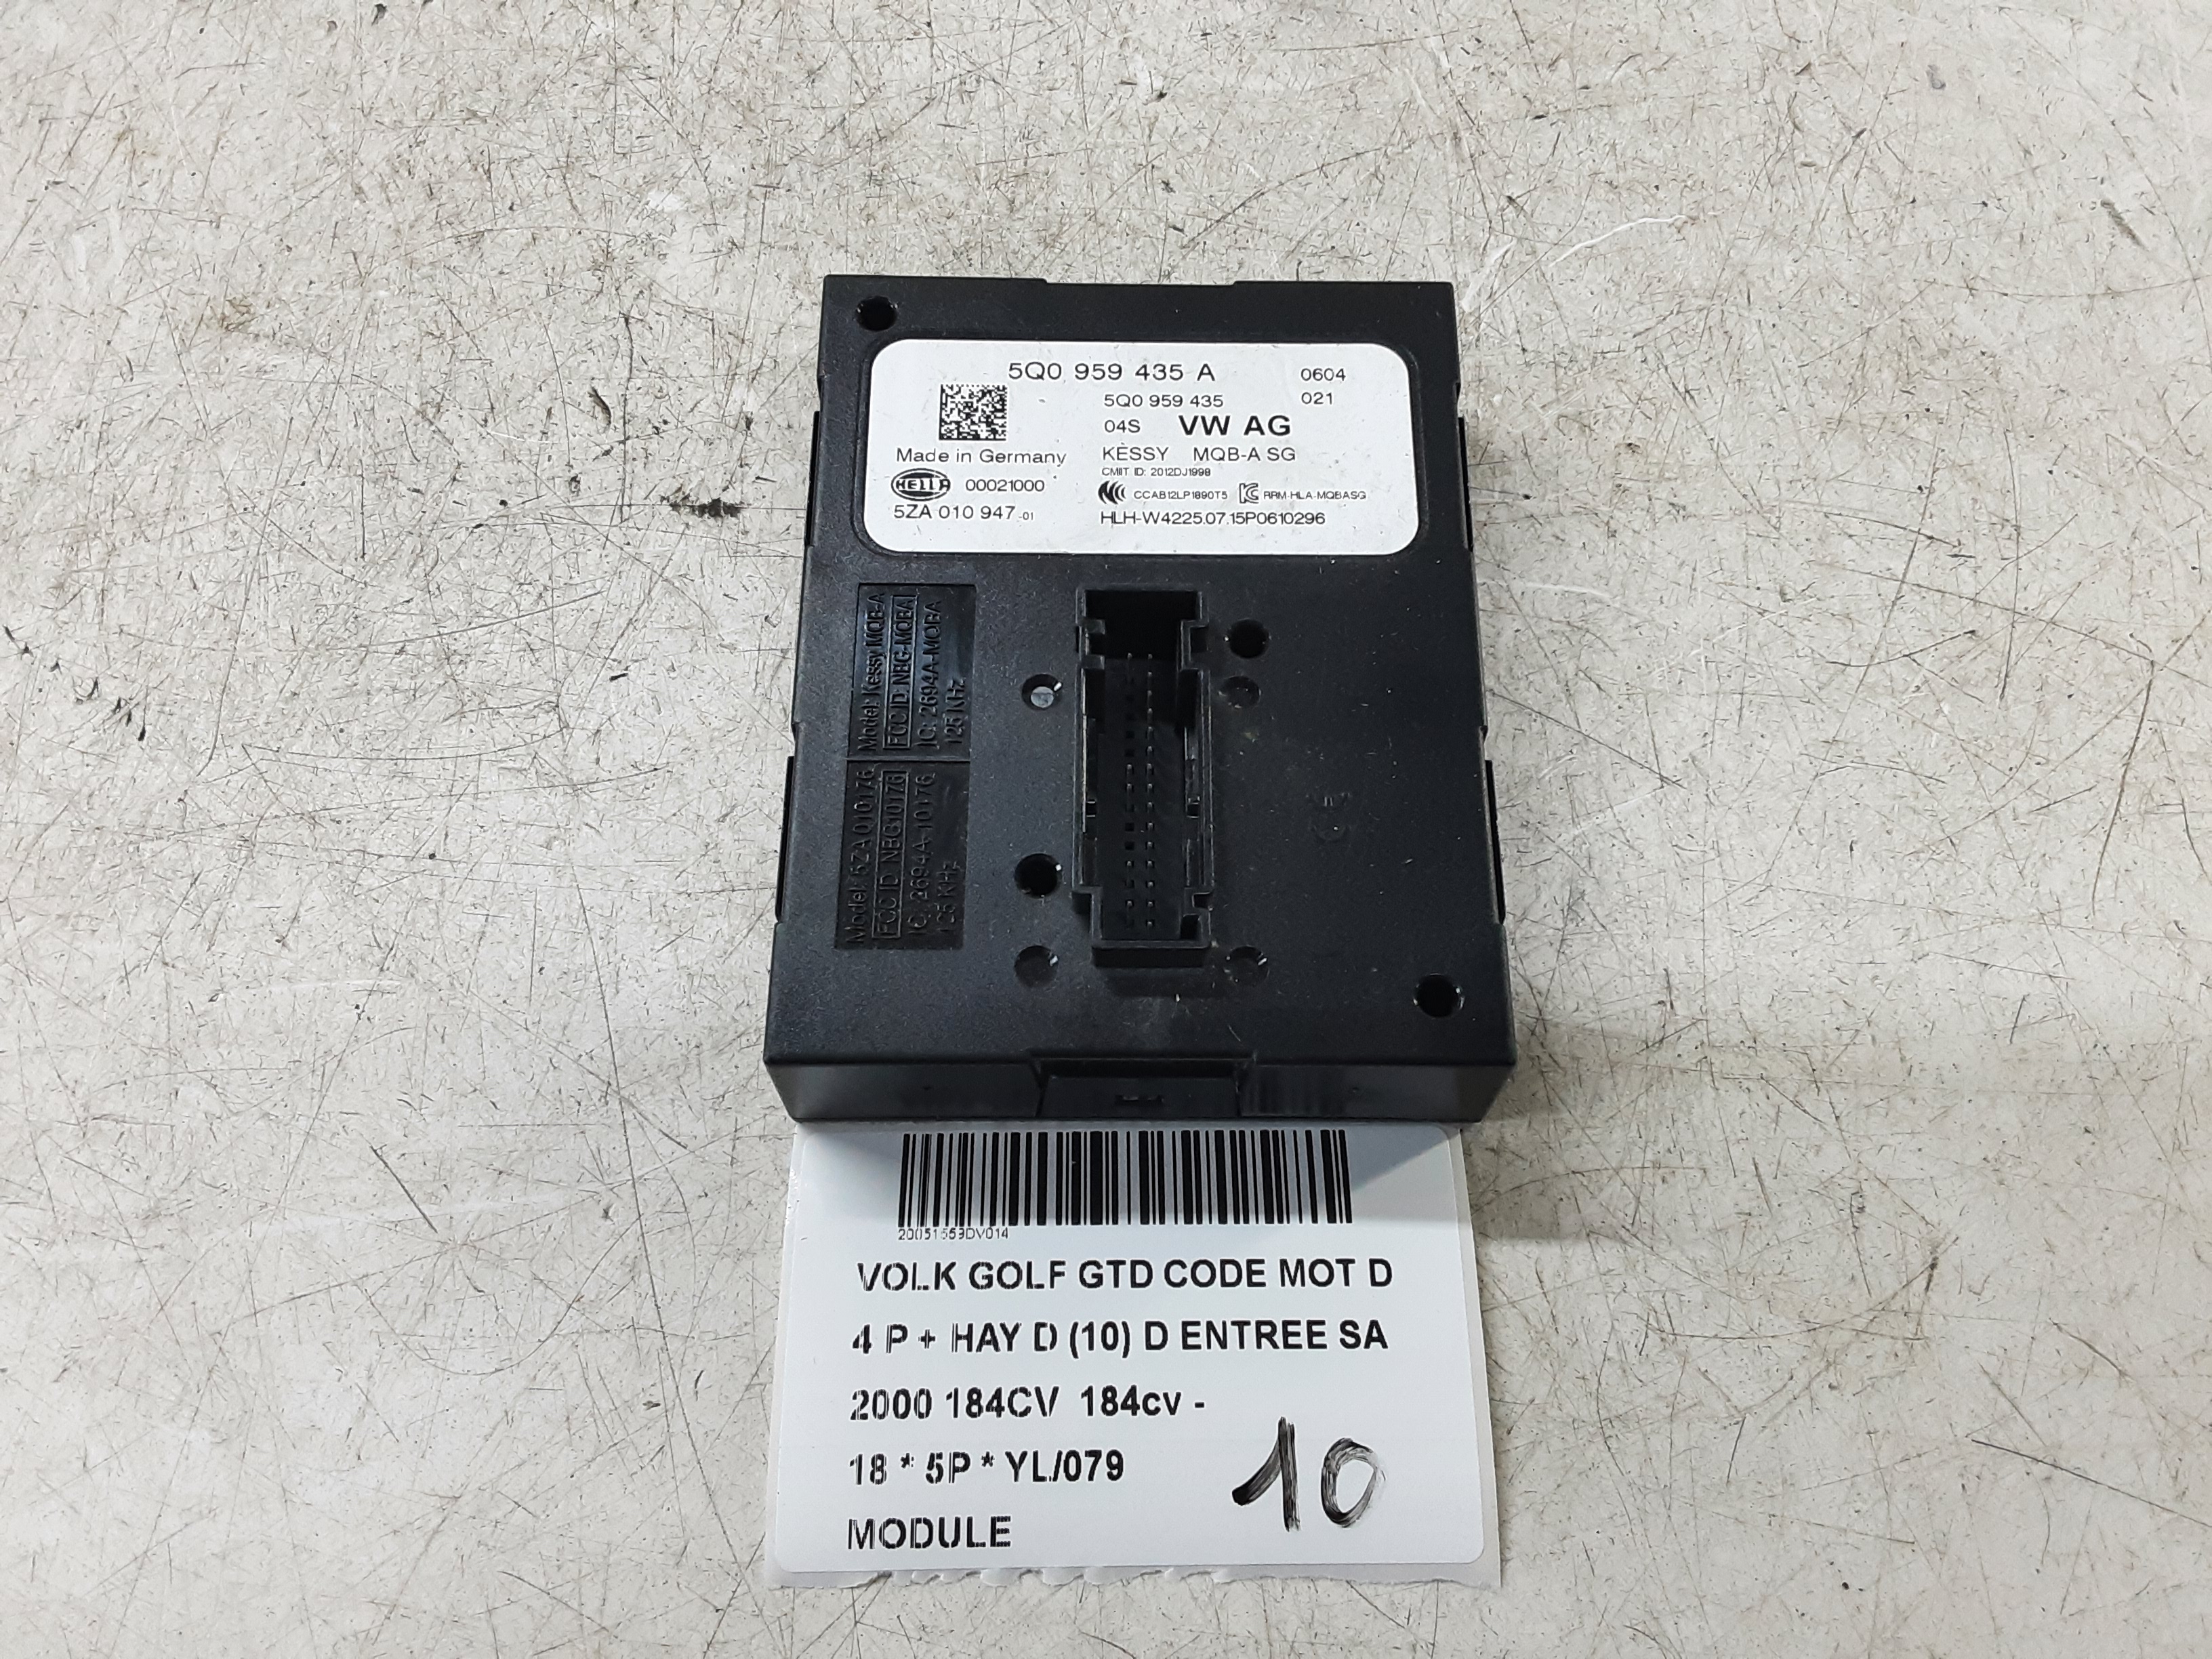 5Q0 959 435 A 0604
5Q0 959 435 021
04S VW AG
Made in Germany KESSY MQB-A SG
CMIIT ID: 2012DJ1998
HELLA 00021000 CCAB12LP1890T5 RRM-HLA-MQBASG
5ZA 010 947-01 HLH-W4225.07.15P0610296
Model: Kessy MQB-A
FCC ID: NBG-MQBA
IC: 2694A-MQBA
125 KHz
Model: 5ZA 010176
FCC ID: NBG10176
IC: 2694A-10176
125 KHz
CE
20051559DV014
VOLK GOLF GTD CODE MOT D
4 P + HAY D (10) D ENTREE SA
2000 184CV 184cv -
18 * 5P * YL/079
MODULE
10